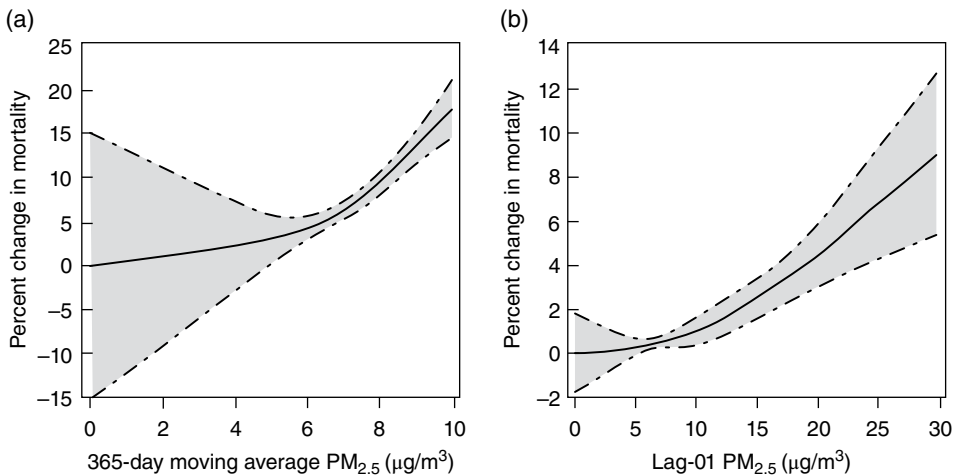 (a)
25
20
15
10
5
0
–5
–10
–15
Percent change in mortality
0 2 4 6 8 10
365-day moving average PM2.5 (μg/m³)
(b)
14
12
10
8
6
4
2
0
–2
Percent change in mortality
0 5 10 15 20 25 30
Lag-01 PM2.5 (μg/m³)